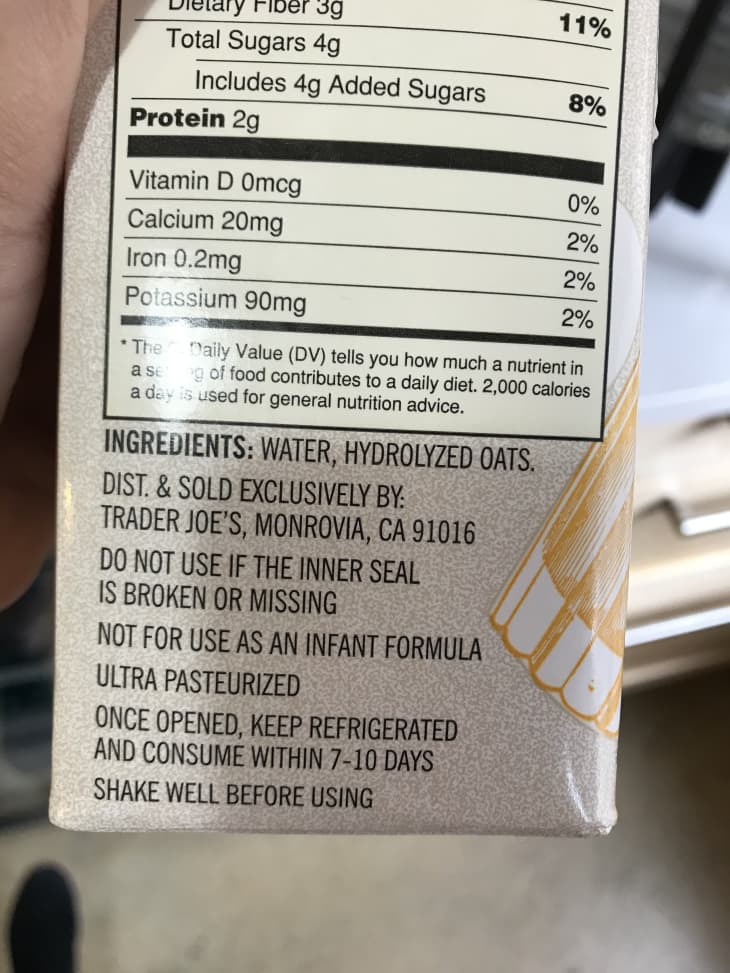 Dietary Fiber 3g 11%
Total Sugars 4g
Includes 4g Added Sugars 8%
Protein 2g
Vitamin D 0mcg 0%
Calcium 20mg 2%
Iron 0.2mg 2%
Potassium 90mg 2%
* The Daily Value (DV) tells you how much a nutrient in
a of food contributes to a daily diet. 2,000 calories
a day is used for general nutrition advice.
INGREDIENTS: WATER, HYDROLYZED OATS.
DIST. & SOLD EXCLUSIVELY BY:
TRADER JOE'S, MONROVIA, CA 91016
DO NOT USE IF THE INNER SEAL
IS BROKEN OR MISSING
NOT FOR USE AS AN INFANT FORMULA
ULTRA PASTEURIZED
ONCE OPENED, KEEP REFRIGERATED
AND CONSUME WITHIN 7-10 DAYS
SHAKE WELL BEFORE USING